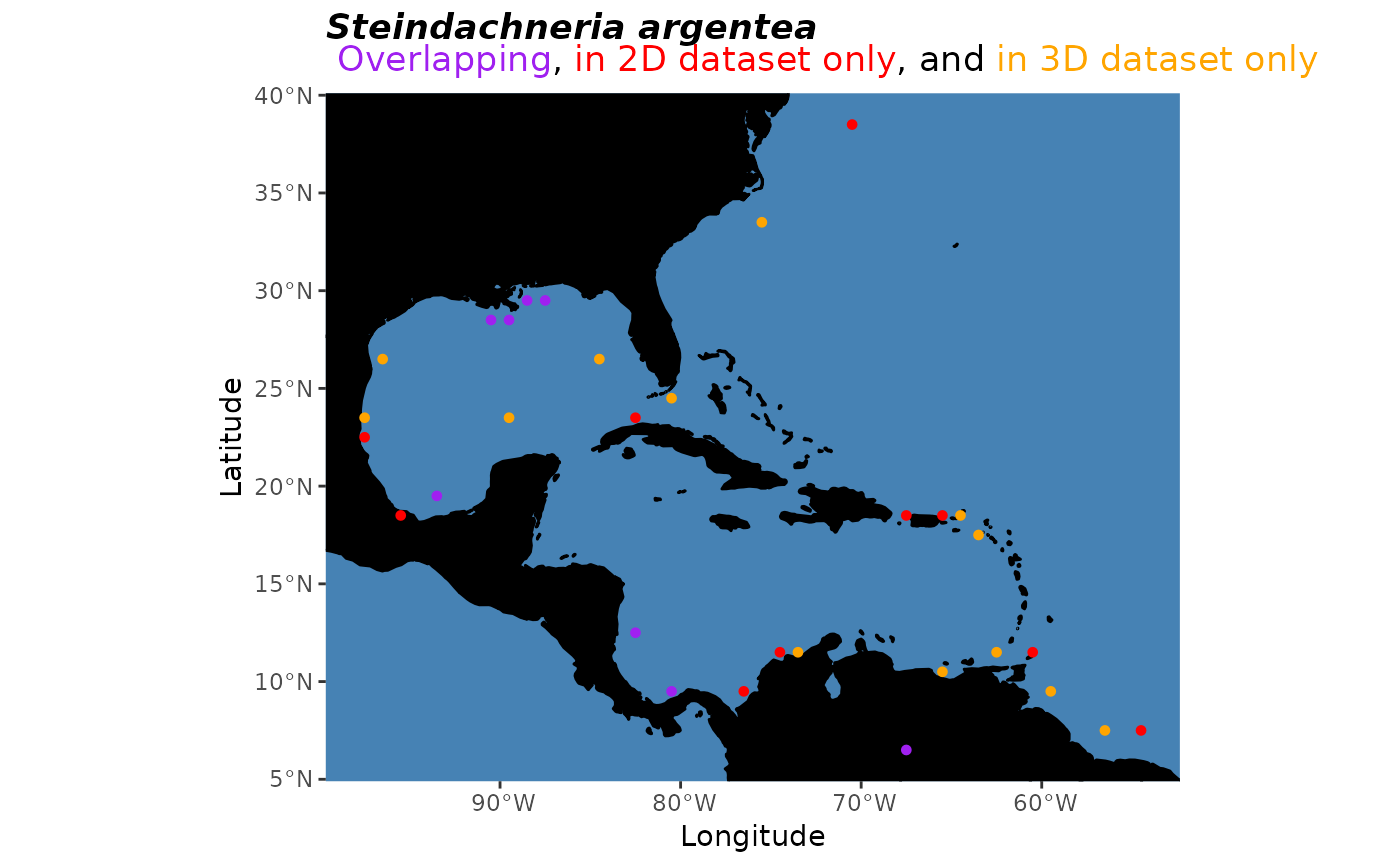 Steindachneria argentea
Overlapping, in 2D dataset only, and in 3D dataset only
40°N
35°N
30°N
25°N
20°N
15°N
10°N
5°N
Latitude
90°W 80°W 70°W 60°W
Longitude